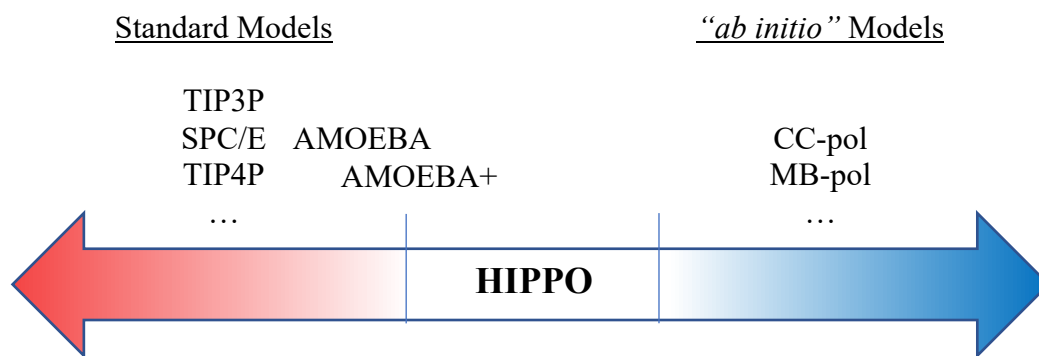 Standard Models “ab initio” Models
TIP3P
SPC/E AMOEBA CC-pol
TIP4P AMOEBA+ MB-pol
… …
HIPPO